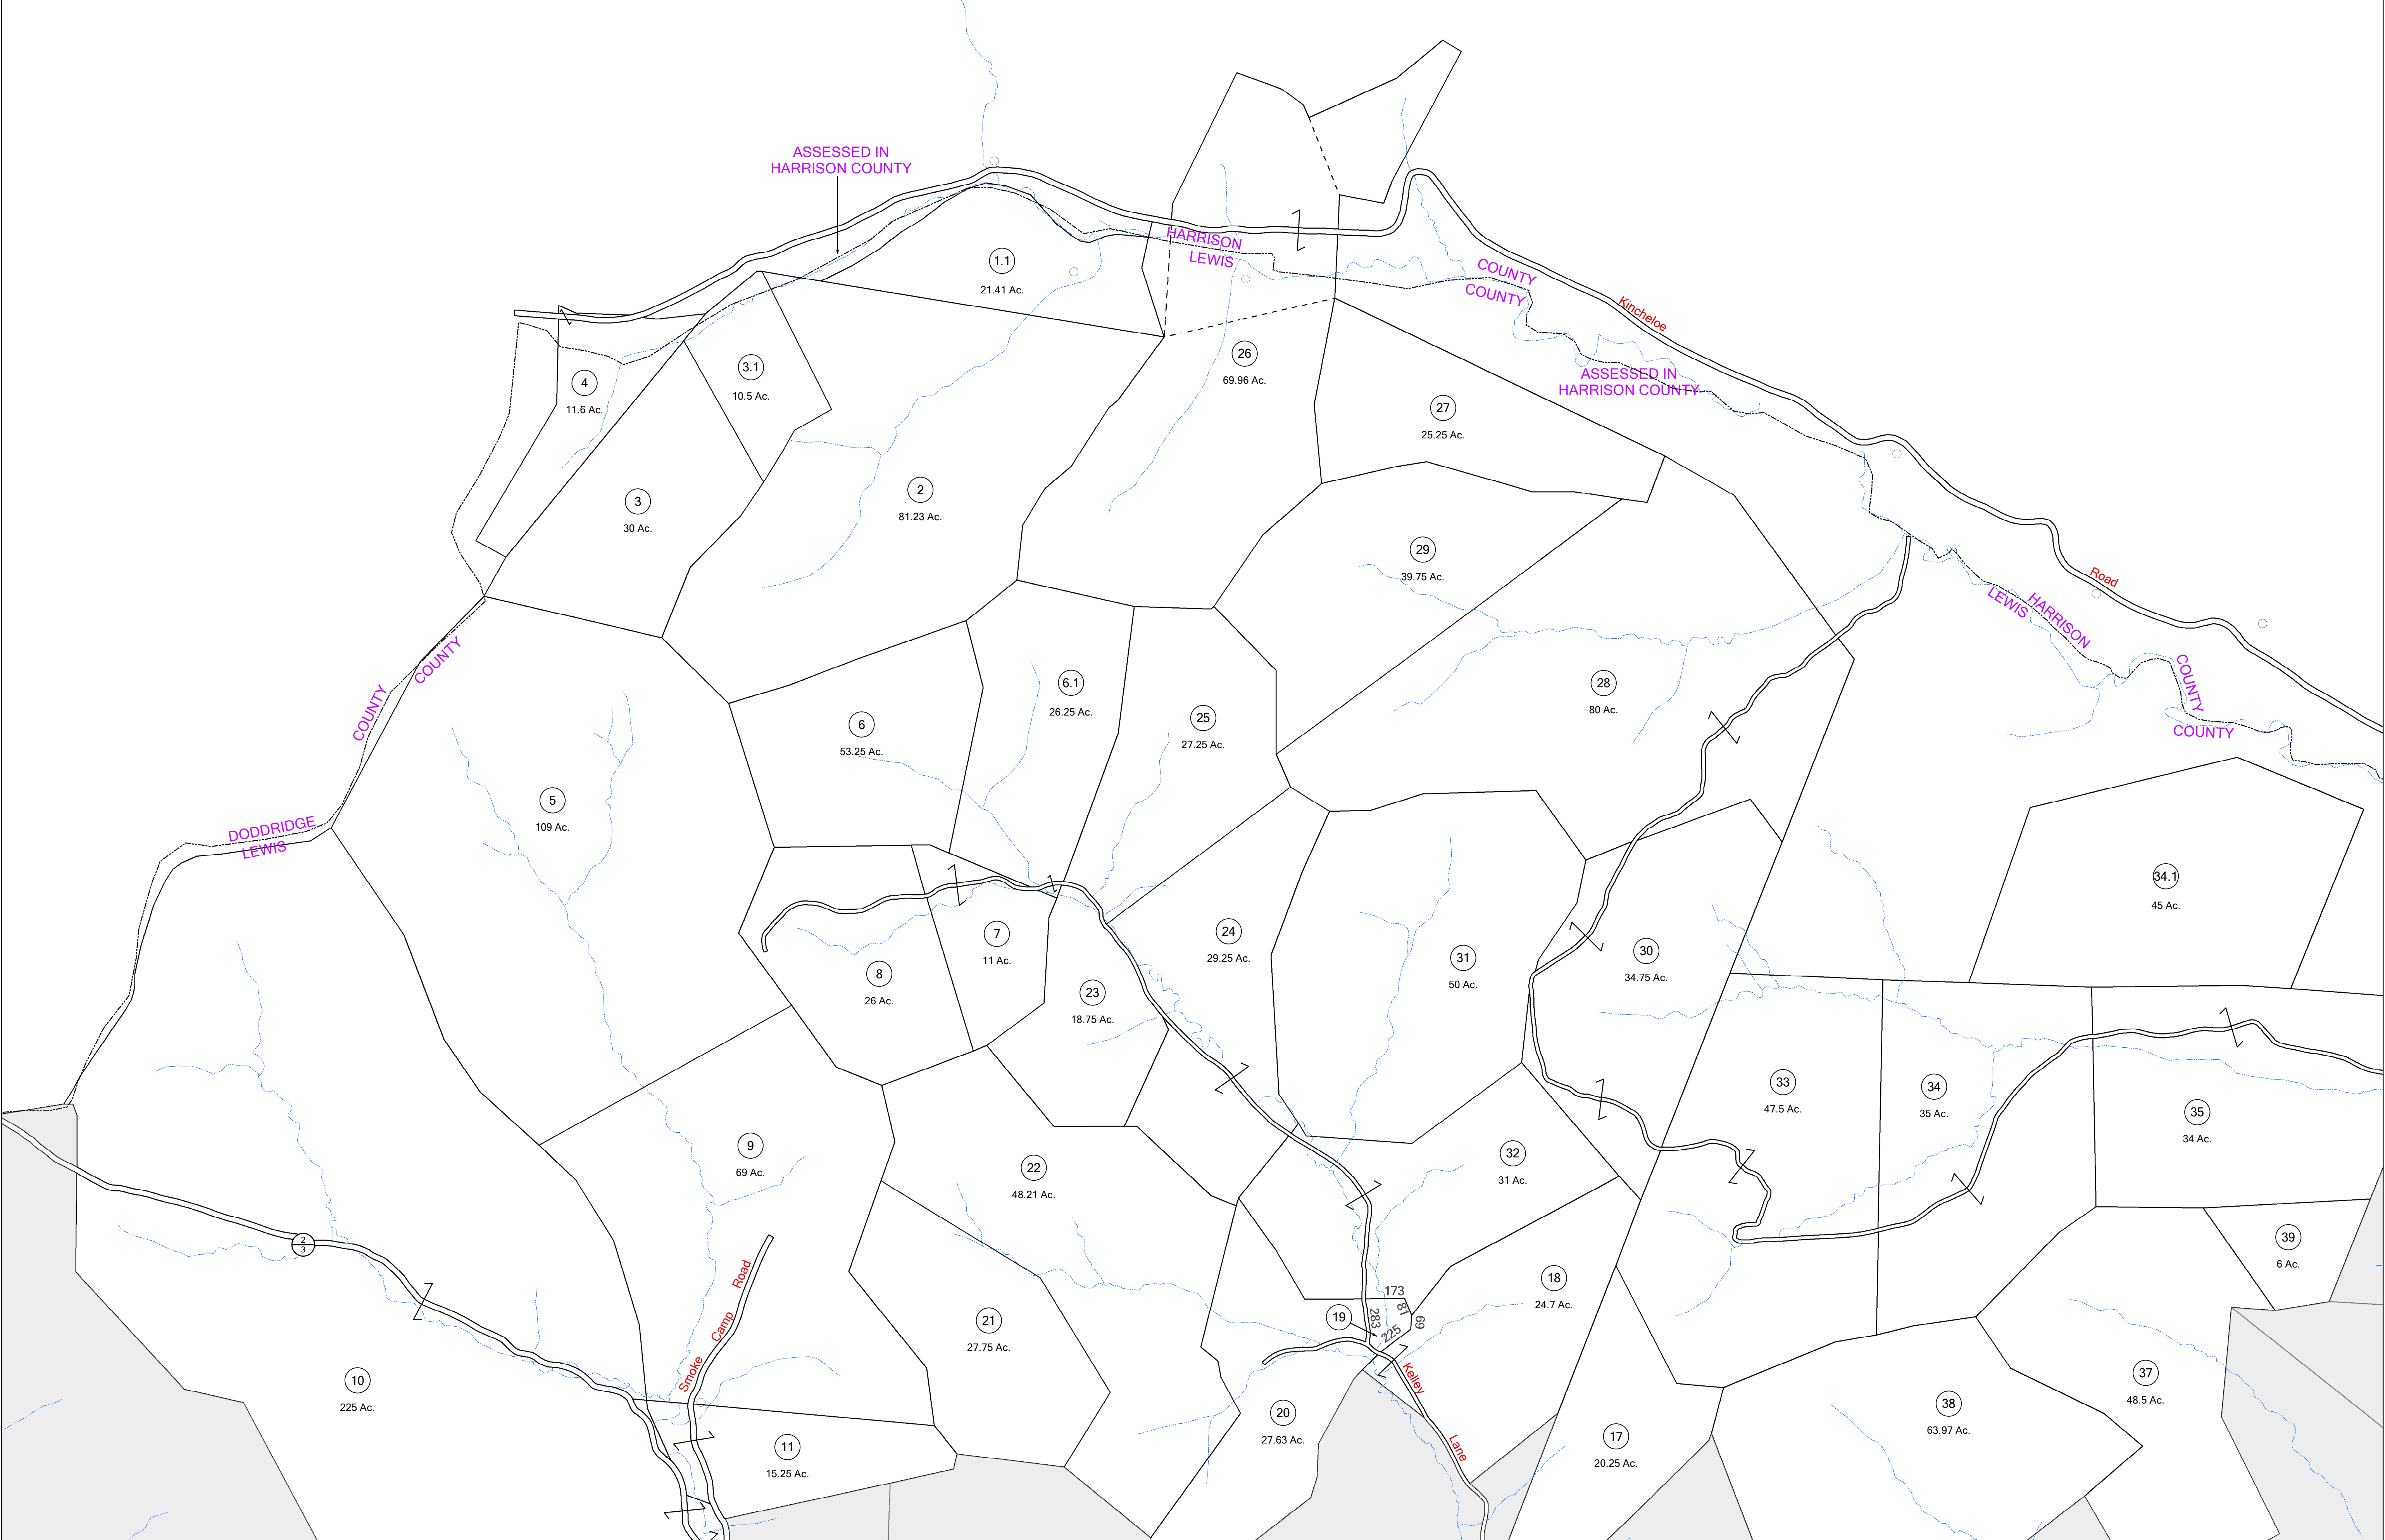 ASSESSED IN
HARRISON COUNTY
HARRISON
LEWIS
COUNTY
COUNTY
Kincheloe
1.1
21.41 Ac.
26
69.96 Ac.
3.1
10.5 Ac.
4
11.6 Ac.
ASSESSED IN
HARRISON COUNTY
27
25.25 Ac.
2
81.23 Ac.
3
30 Ac.
29
39.75 Ac.
Road
LEWIS
HARRISON
COUNTY
COUNTY
COUNTY
COUNTY
6.1
26.25 Ac.
28
80 Ac.
6
53.25 Ac.
25
27.25 Ac.
5
109 Ac.
DODDRIDGE
LEWIS
34.1
45 Ac.
7
11 Ac.
24
29.25 Ac.
31
50 Ac.
30
34.75 Ac.
8
26 Ac.
23
18.75 Ac.
33
47.5 Ac.
34
35 Ac.
35
34 Ac.
9
69 Ac.
22
48.21 Ac.
32
31 Ac.
2
3
39
6 Ac.
18
24.7 Ac.
173
81
69
283
225
19
21
27.75 Ac.
Smoke Camp Road
Kelley
Lane
10
225 Ac.
37
48.5 Ac.
20
27.63 Ac.
38
63.97 Ac.
11
15.25 Ac.
17
20.25 Ac.